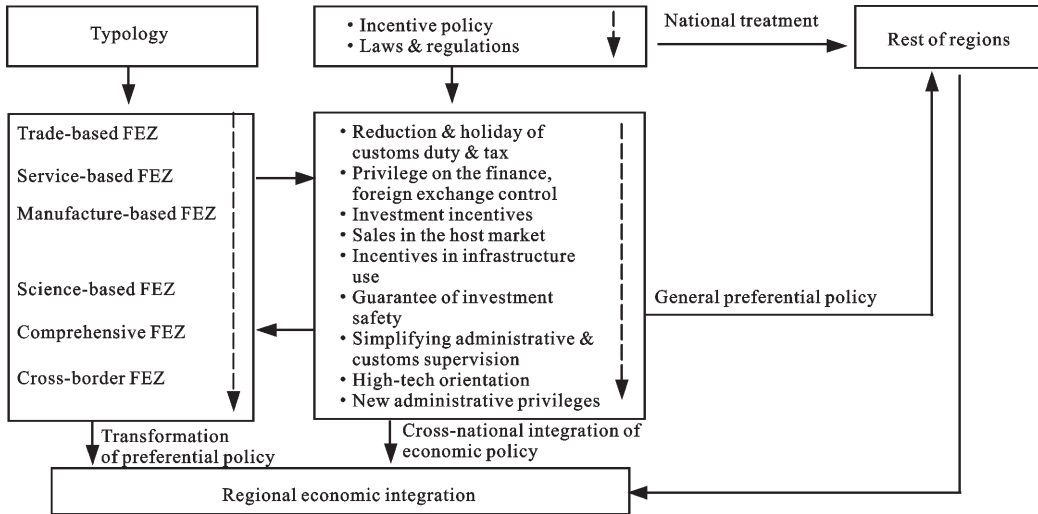 Typology
• Incentive policy
• Laws & regulations
National treatment
Rest of regions
Trade-based FEZ
Service-based FEZ
Manufacture-based FEZ
Science-based FEZ
Comprehensive FEZ
Cross-border FEZ
• Reduction & holiday of
customs duty & tax
• Privilege on the finance,
foreign exchange control
• Investment incentives
• Sales in the host market
• Incentives in infrastructure
use
• Guarantee of investment
safety
• Simplifying administrative &
customs supervision
• High-tech orientation
• New administrative privileges
General preferential policy
Transformation
of preferential policy
Cross-national integration of
economic policy
Regional economic integration